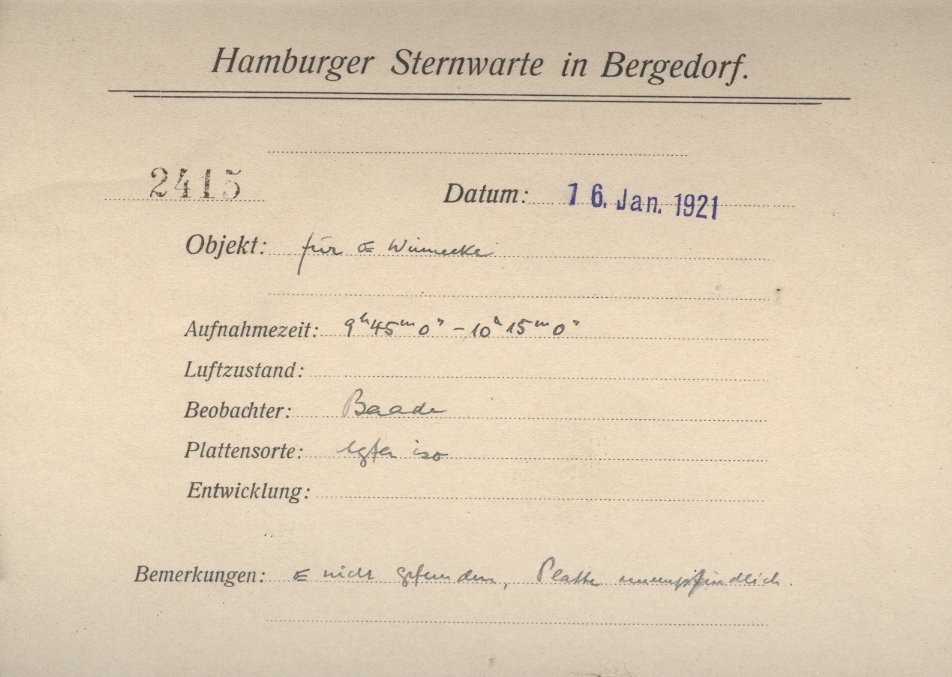 Hamburger Sternwarte in Bergedorf.
2415
Datum: 16. Jan. 1921
Objekt: für Winnecke
Aufnahmezeit: 9h45m0s - 10h15m0s
Luftzustand:
Beobachter: Baade
Plattensorte: Agfa iso
Entwicklung:
Bemerkungen: nicht gefunden, Platte unempfindlich.